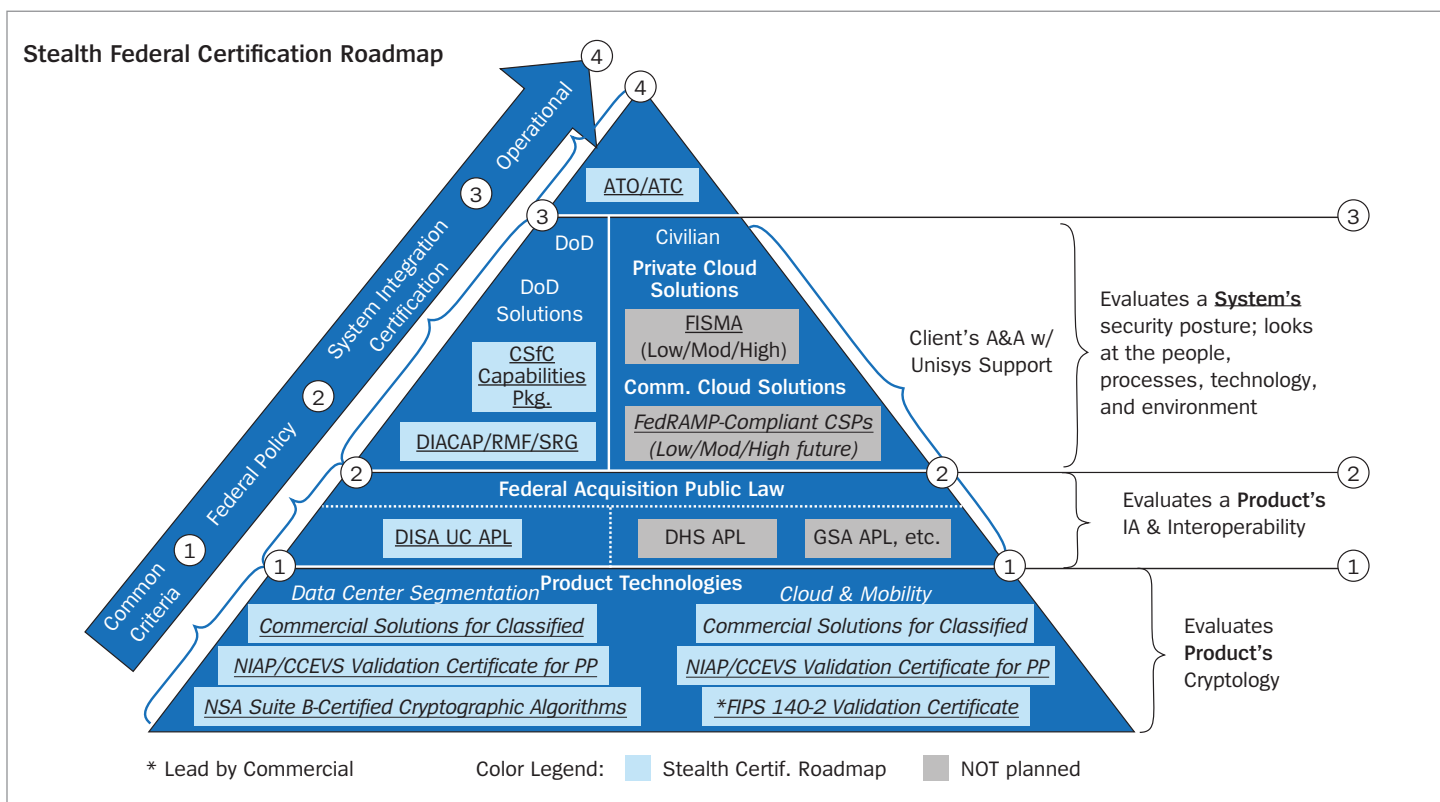 Stealth Federal Certification Roadmap
4
Operational
3
System Integration
Certification
2
Federal Policy
1
Common
Criteria
4
ATO/ATC
3
3
DoD
DoD
Solutions
CSfC
Capabilities
Pkg.
DIACAP/RMF/SRG
Civilian
Private Cloud
Solutions
FISMA
(Low/Mod/High)
Comm. Cloud Solutions
FedRAMP-Compliant CSPs
(Low/Mod/High future)
Client's A&A w/
Unisys Support
Evaluates a System's
security posture; looks
at the people,
processes, technology,
and environment
2
2
2
Federal Acquisition Public Law
DISA UC APL
DHS APL
GSA APL, etc.
Evaluates a Product's
IA & Interoperability
1
1
1
Product Technologies
Data Center Segmentation
Commercial Solutions for Classified
NIAP/CCEVS Validation Certificate for PP
NSA Suite B-Certified Cryptographic Algorithms
Cloud & Mobility
Commercial Solutions for Classified
NIAP/CCEVS Validation Certificate for PP
*FIPS 140-2 Validation Certificate
Evaluates
Product's
Cryptology
* Lead by Commercial
Color Legend:
Stealth Certif. Roadmap
NOT planned